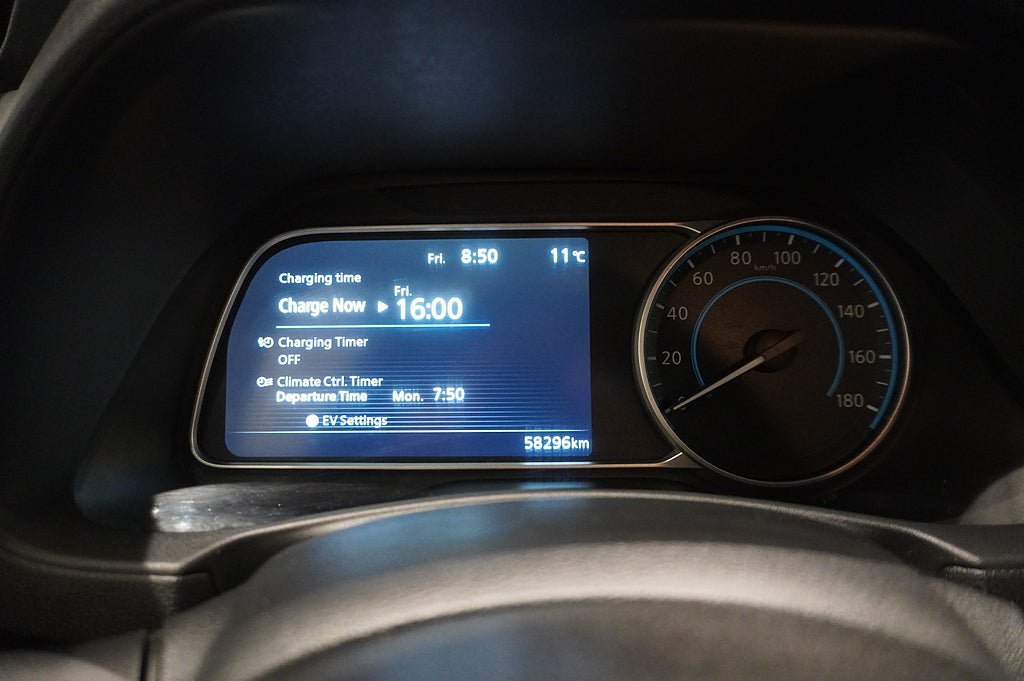 Fri. 8:50 11°C
Charging time
Charge Now ▶ Fri. 16:00
Charging Timer
OFF
Climate Ctrl. Timer
Departure Time Mon. 7:50
EV Settings
58296km
0
20
40
60
80
100
120
140
160
180
km/h